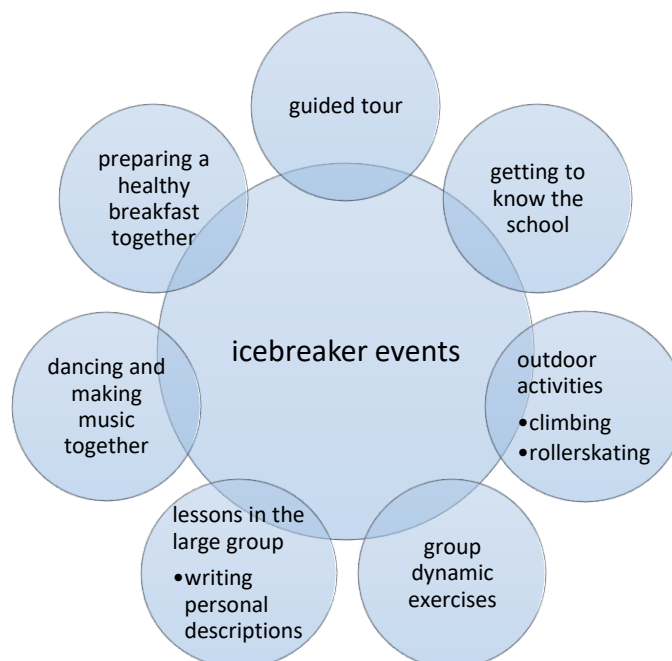 guided tour
getting to
know the
school
outdoor
activities
•climbing
•rollerskating
group
dynamic
exercises
lessons in the
large group
•writing
personal
descriptions
dancing and
making
music
together
preparing a
healthy
breakfast
together
icebreaker events